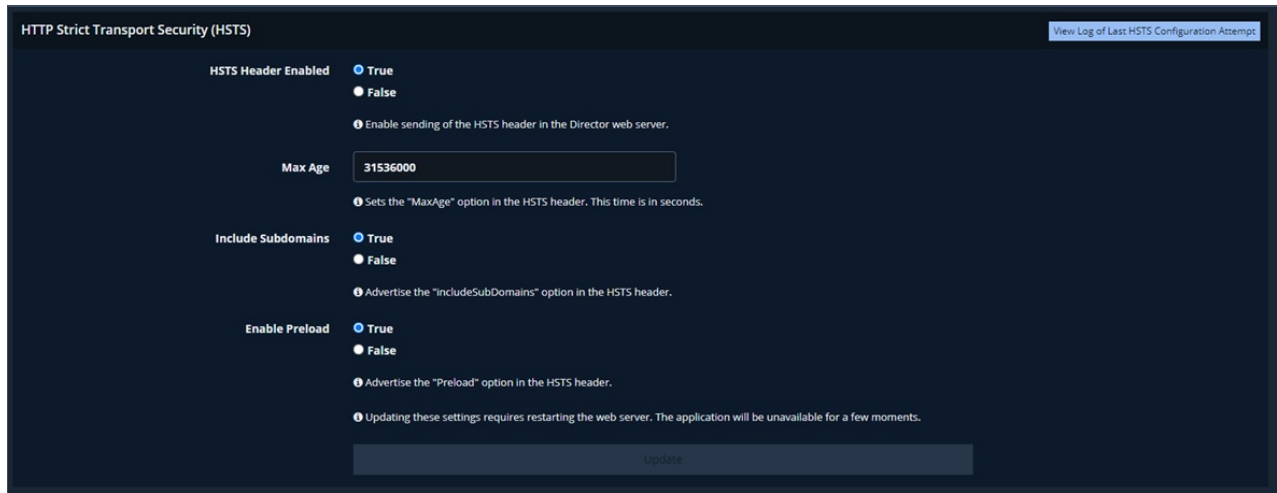 HTTP Strict Transport Security (HSTS)
View Log of Last HSTS Configuration Attempt
HSTS Header Enabled
True
False
Enable sending of the HSTS header in the Director web server.
Max Age
31536000
Sets the "MaxAge" option in the HSTS header. This time is in seconds.
Include Subdomains
True
False
Advertise the "includeSubDomains" option in the HSTS header.
Enable Preload
True
False
Advertise the "Preload" option in the HSTS header.
Updating these settings requires restarting the web server. The application will be unavailable for a few moments.
Update